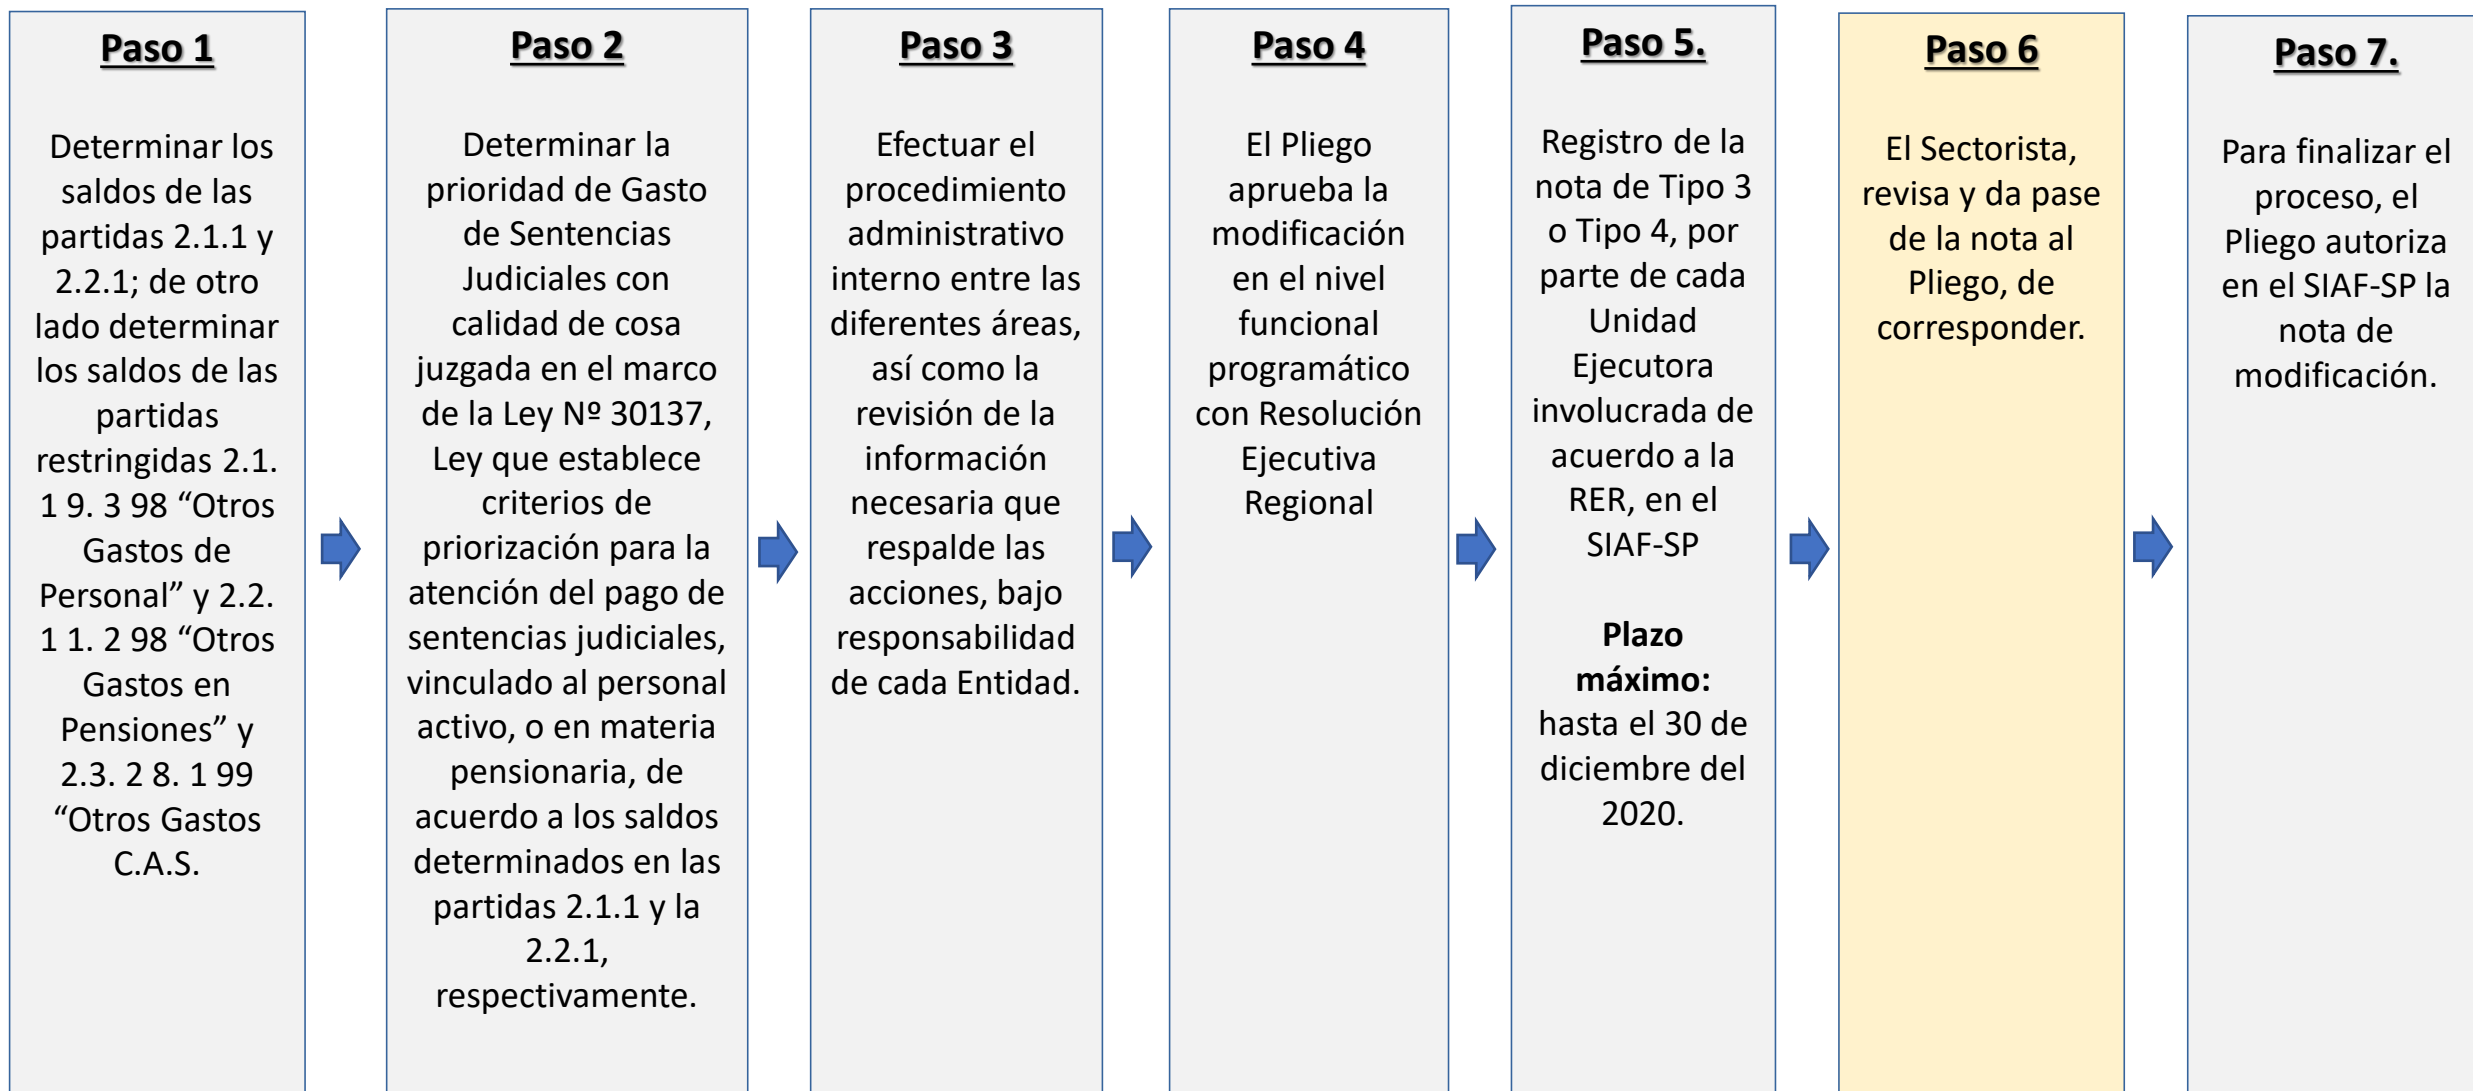 Paso 1
Determinar los
saldos de las
partidas 2.1.1 y
2.2.1; de otro
lado determinar
los saldos de las
partidas
restringidas 2.1.
1 9. 3 98 “Otros
Gastos de
Personal” y 2.2.
1 1. 2 98 “Otros
Gastos en
Pensiones” y
2.3. 2 8. 1 99
“Otros Gastos
C.A.S.
Paso 2
Determinar la
prioridad de Gasto
de Sentencias
Judiciales con
calidad de cosa
juzgada en el marco
de la Ley Nº 30137,
Ley que establece
criterios de
priorización para la
atención del pago de
sentencias judiciales,
vinculado al personal
activo, o en materia
pensionaria, de
acuerdo a los saldos
determinados en las
partidas 2.1.1 y la
2.2.1,
respectivamente.
Paso 3
Efectuar el
procedimiento
administrativo
interno entre las
diferentes áreas,
así como la
revisión de la
información
necesaria que
respalde las
acciones, bajo
responsabilidad
de cada Entidad.
Paso 4
El Pliego
aprueba la
modificación
en el nivel
funcional
programático
con Resolución
Ejecutiva
Regional
Paso 5.
Registro de la
nota de Tipo 3
o Tipo 4, por
parte de cada
Unidad
Ejecutora
involucrada de
acuerdo a la
RER, en el
SIAF-SP
Plazo
máximo:
hasta el 30 de
diciembre del
2020.
Paso 6
El Sectorista,
revisa y da pase
de la nota al
Pliego, de
corresponder.
Paso 7.
Para finalizar el
proceso, el
Pliego autoriza
en el SIAF-SP la
nota de
modificación.